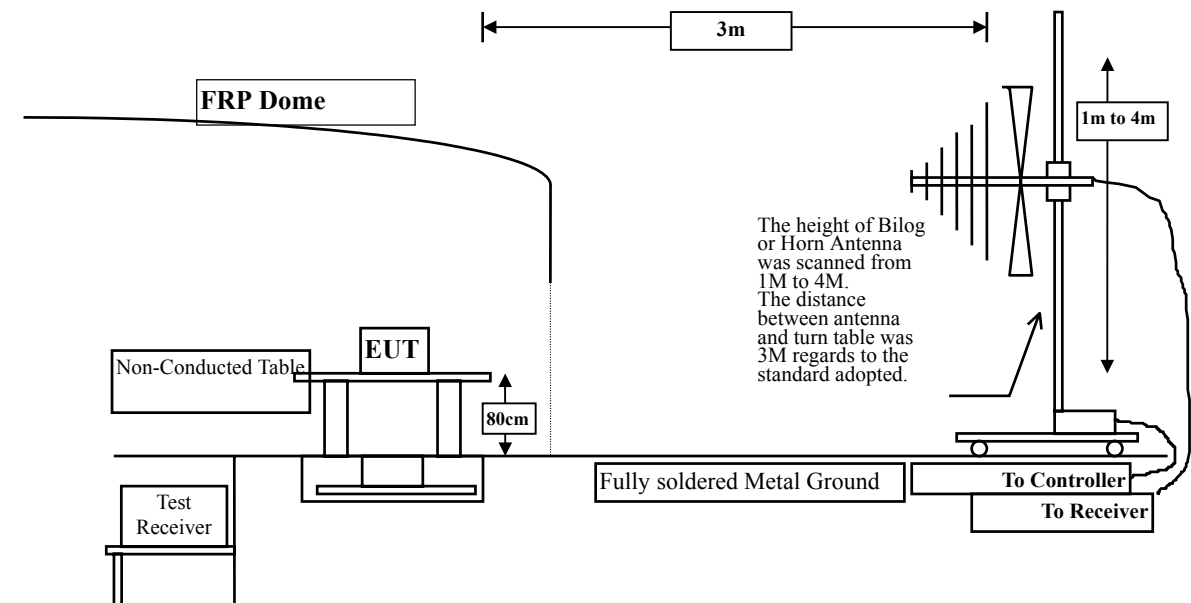 3m
FRP Dome
1m to 4m
The height of Bilog
or Horn Antenna
was scanned from
1M to 4M.
The distance
between antenna
and turn table was
3M regards to the
standard adopted.
EUT
Non-Conducted Table
80cm
Fully soldered Metal Ground
To Controller
To Receiver
Test
Receiver